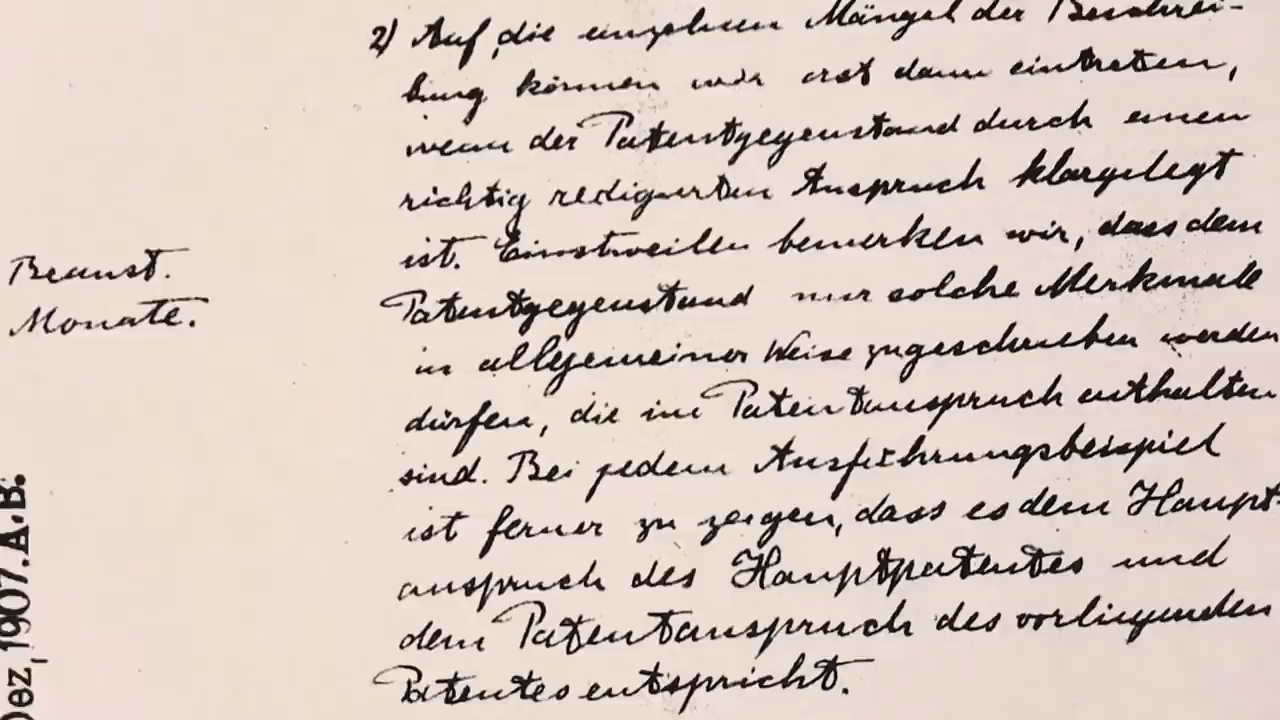 2) Auf die einzelnen Mängel der Beschrei-
bung können wir erst dann eintreten,
wenn der Patentgegenstand durch einen
richtig redigierten Anspruch klargelegt
ist. Einstweilen bemerken wir, dass dem
Patentgegenstand nur solche Merkmale
in allgemeiner Weise zugeschrieben werden
dürfen, die im Patentanspruch enthalten
sind. Bei jedem Ausführungsbeispiel
ist ferner zu zeigen, dass es dem Haupt-
anspruch des Hauptpatentes und
dem Patentanspruch des vorliegenden
Patentes entspricht.
Beanst.
Monate.
Dez, 1907. A.B.